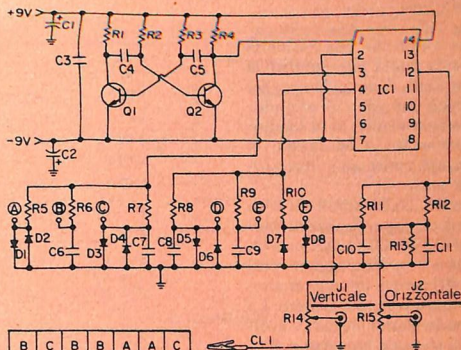 +9V
C1
R1 R2 R3 R4
C3
C4 C5
Q1 Q2
1 14
2 13
3 12
4 IC1 11
5 10
6 9
7 8
-9V
C2
A R5 B R6 C R7 R8 D R9 E R10 F R11 R12
D2 D1 C6 D3 D4 C7 C8 D5 D6 C9 D7 D8 C10 R13 C11
J1 J2
Verticale Orizzontale
R14 R15
CL1
B C B B A A C